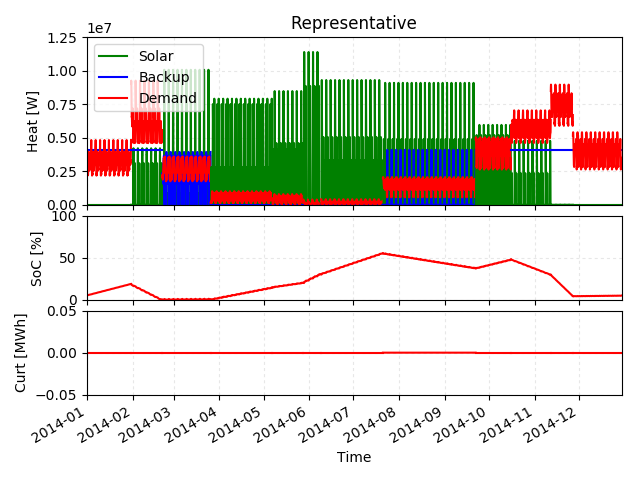 Representative
1e7
Heat [W]
1.25
1.00
0.75
0.50
0.25
0.00
Solar
Backup
Demand
SoC [%]
100
50
0
Curt [MWh]
0.05
0.00
−0.05
2014-01
2014-02
2014-03
2014-04
2014-05
2014-06
2014-07
2014-08
2014-09
2014-10
2014-11
2014-12
Time